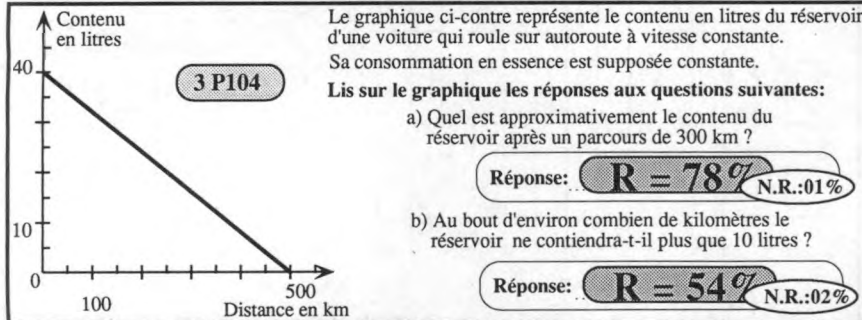 Contenu
en litres
40
10
0
100
500
Distance en km
3 P104
Le graphique ci-contre représente le contenu en litres du réservoir
d'une voiture qui roule sur autoroute à vitesse constante.
Sa consommation en essence est supposée constante.
Lis sur le graphique les réponses aux questions suivantes:
a) Quel est approximativement le contenu du
réservoir après un parcours de 300 km ?
Réponse: R = 78% N.R.:01%
b) Au bout d'environ combien de kilomètres le
réservoir ne contiendra-t-il plus que 10 litres ?
Réponse: R = 54% N.R.:02%